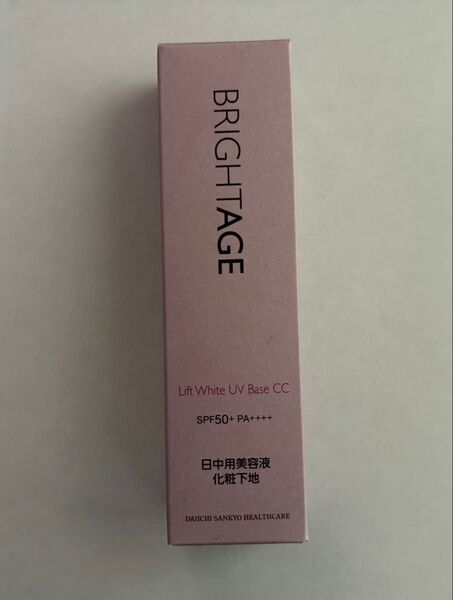 BRIGHTAGE
Lift White UV Base CC
SPF50+ PA++++
日中用美容液
化粧下地
DAIICHI SANKYO HEALTHCARE